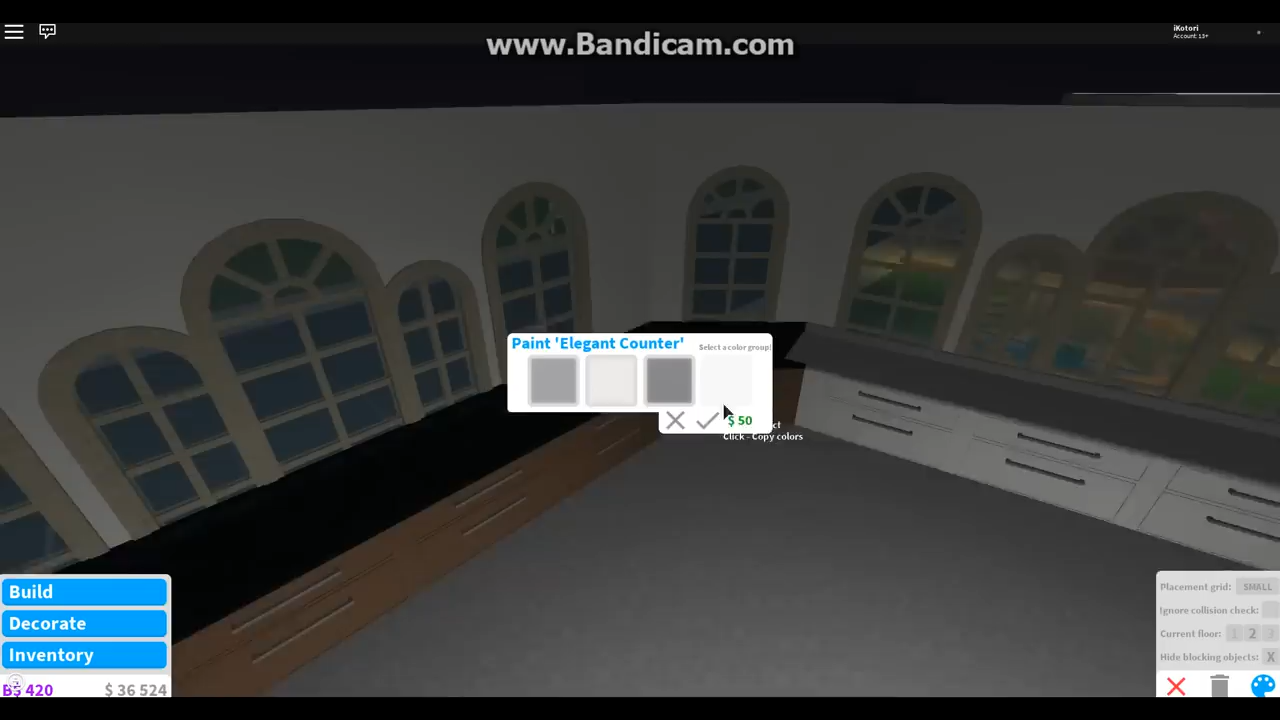 www.Bandicam.com
iKotori
Account: 13+
Paint 'Elegant Counter'
Select a color group!
$ 50
Click - Copy colors
Build
Decorate
Inventory
B$ 420
$ 36 524
Placement grid: SMALL
Ignore collision check:
Current floor: 1 2 3
Hide blocking objects: X